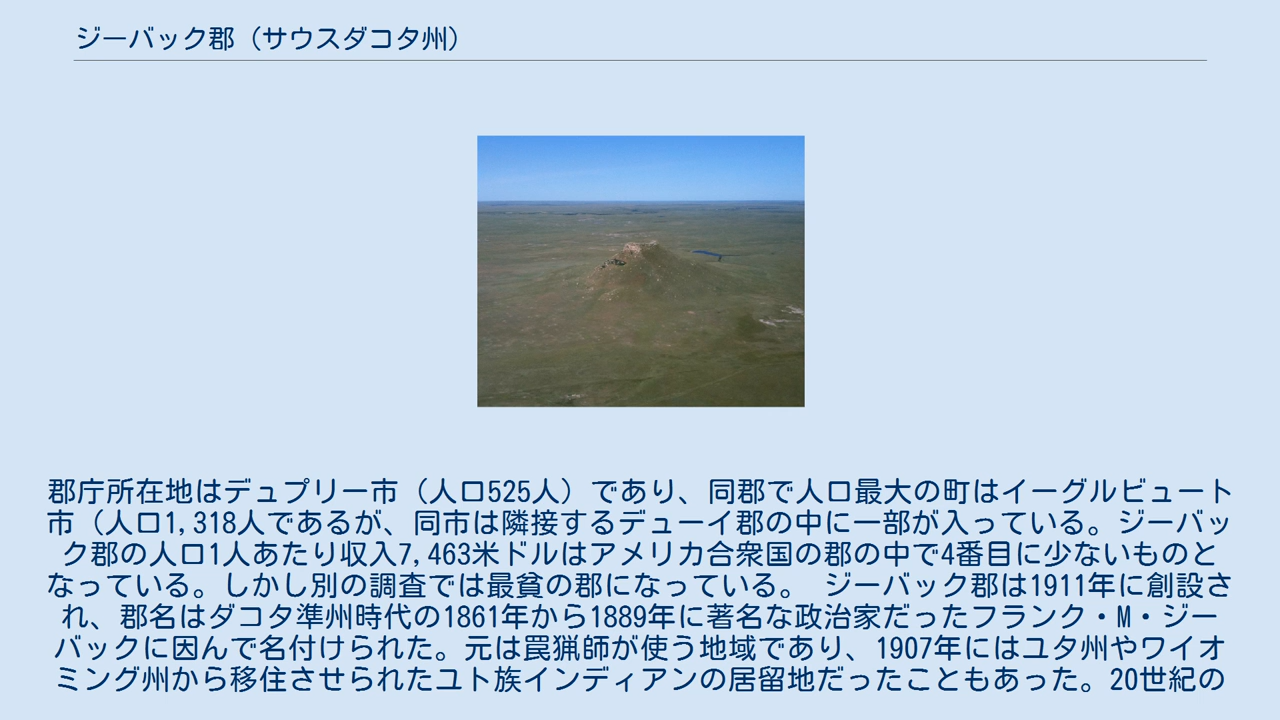 ジーバック郡（サウスダコタ州）
郡庁所在地はデュプリー市（人口525人）であり、同郡で人口最大の町はイーグルビュート
市（人口1,318人であるが、同市は隣接するデューイ郡の中に一部が入っている。ジーバッ
ク郡の人口1人あたり収入7,463米ドルはアメリカ合衆国の郡の中で4番目に少ないものと
なっている。しかし別の調査では最貧の郡になっている。　ジーバック郡は1911年に創設さ
れ、郡名はダコタ準州時代の1861年から1889年に著名な政治家だったフランク・M・ジー
バックに因んで名付けられた。元は罠猟師が使う地域であり、1907年にはユタ州やワイオ
ミング州から移住させられたユト族インディアンの居留地だったこともあった。20世紀の